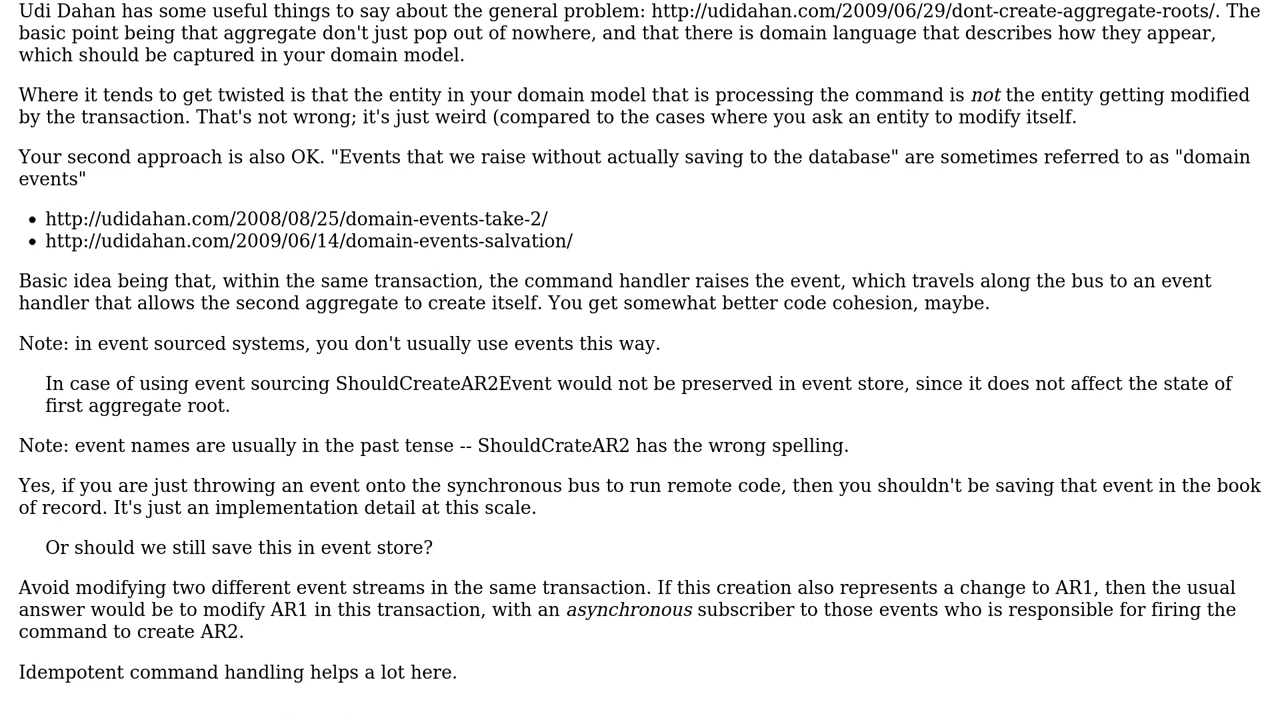 Udi Dahan has some useful things to say about the general problem: http://udidahan.com/2009/06/29/dont-create-aggregate-roots/. The
basic point being that aggregate don't just pop out of nowhere, and that there is domain language that describes how they appear,
which should be captured in your domain model.
Where it tends to get twisted is that the entity in your domain model that is processing the command is not the entity getting modified
by the transaction. That's not wrong; it's just weird (compared to the cases where you ask an entity to modify itself.
Your second approach is also OK. "Events that we raise without actually saving to the database" are sometimes referred to as "domain
events"
• http://udidahan.com/2008/08/25/domain-events-take-2/
• http://udidahan.com/2009/06/14/domain-events-salvation/
Basic idea being that, within the same transaction, the command handler raises the event, which travels along the bus to an event
handler that allows the second aggregate to create itself. You get somewhat better code cohesion, maybe.
Note: in event sourced systems, you don't usually use events this way.
In case of using event sourcing ShouldCreateAR2Event would not be preserved in event store, since it does not affect the state of
first aggregate root.
Note: event names are usually in the past tense -- ShouldCrateAR2 has the wrong spelling.
Yes, if you are just throwing an event onto the synchronous bus to run remote code, then you shouldn't be saving that event in the book
of record. It's just an implementation detail at this scale.
Or should we still save this in event store?
Avoid modifying two different event streams in the same transaction. If this creation also represents a change to AR1, then the usual
answer would be to modify AR1 in this transaction, with an asynchronous subscriber to those events who is responsible for firing the
command to create AR2.
Idempotent command handling helps a lot here.